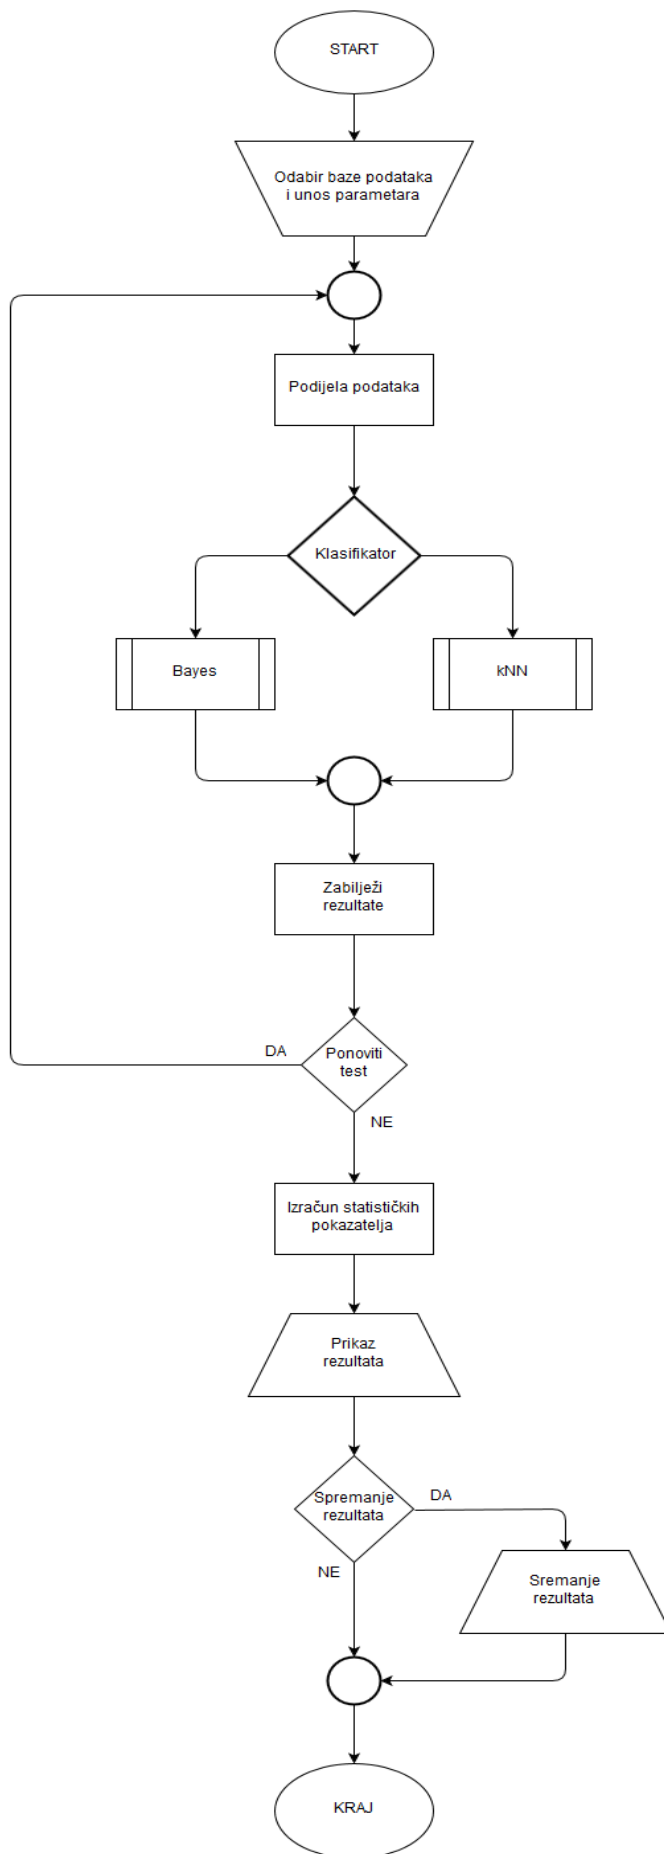 START
Odabir baze podataka
i unos parametara
Podijela podataka
Klasifikator
Bayes
kNN
Zabilježi
rezultate
DA
Ponoviti
test
NE
Izračun statističkih
pokazatelja
Prikaz
rezultata
Spremanje
rezultata
DA
NE
Sremanje
rezultata
KRAJ